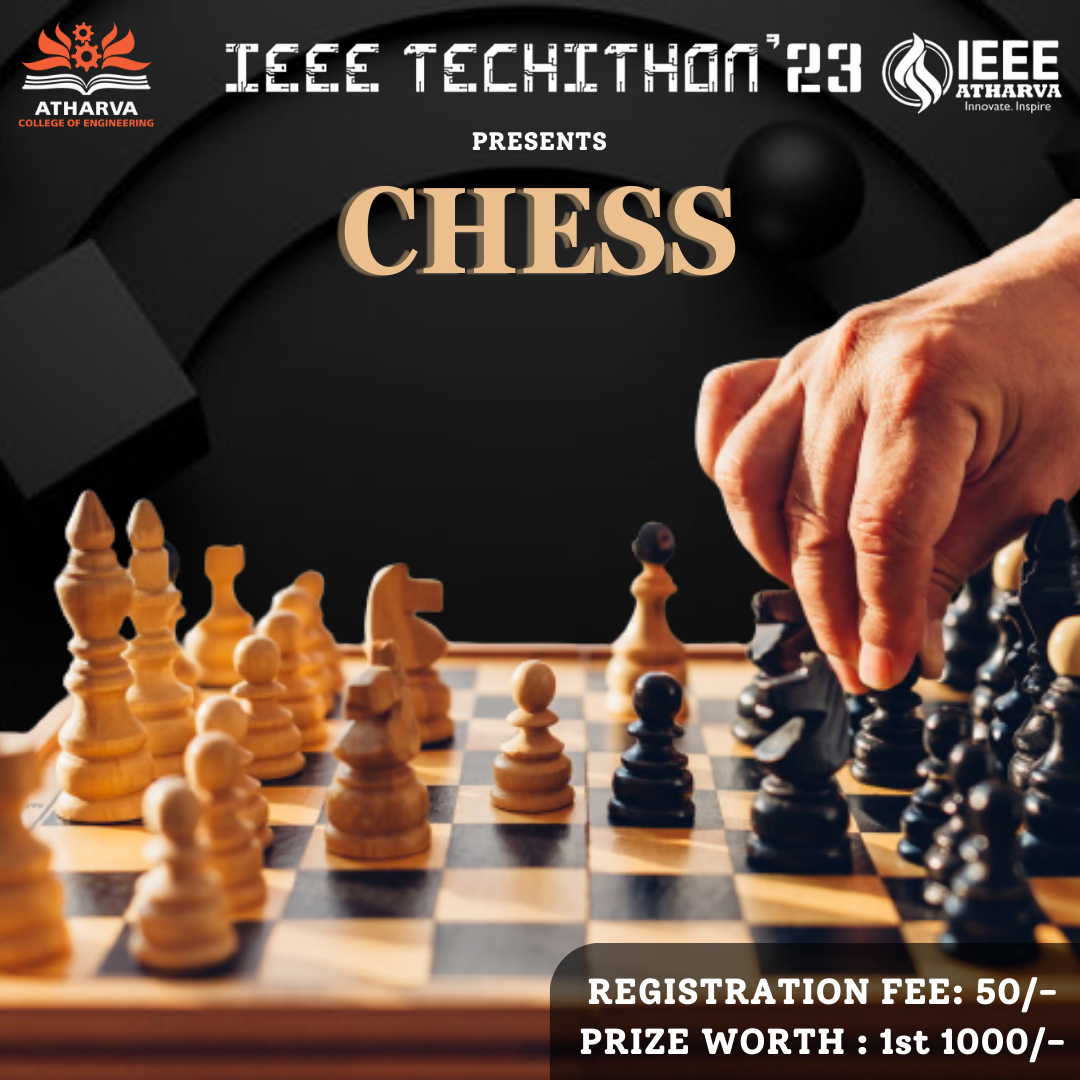 IEEE TECHITHON'23
ATHARVA
COLLEGE OF ENGINEERING
IEEE
ATHARVA
Innovate. Inspire
PRESENTS
CHESS
REGISTRATION FEE: 50/-
PRIZE WORTH : 1st 1000/-